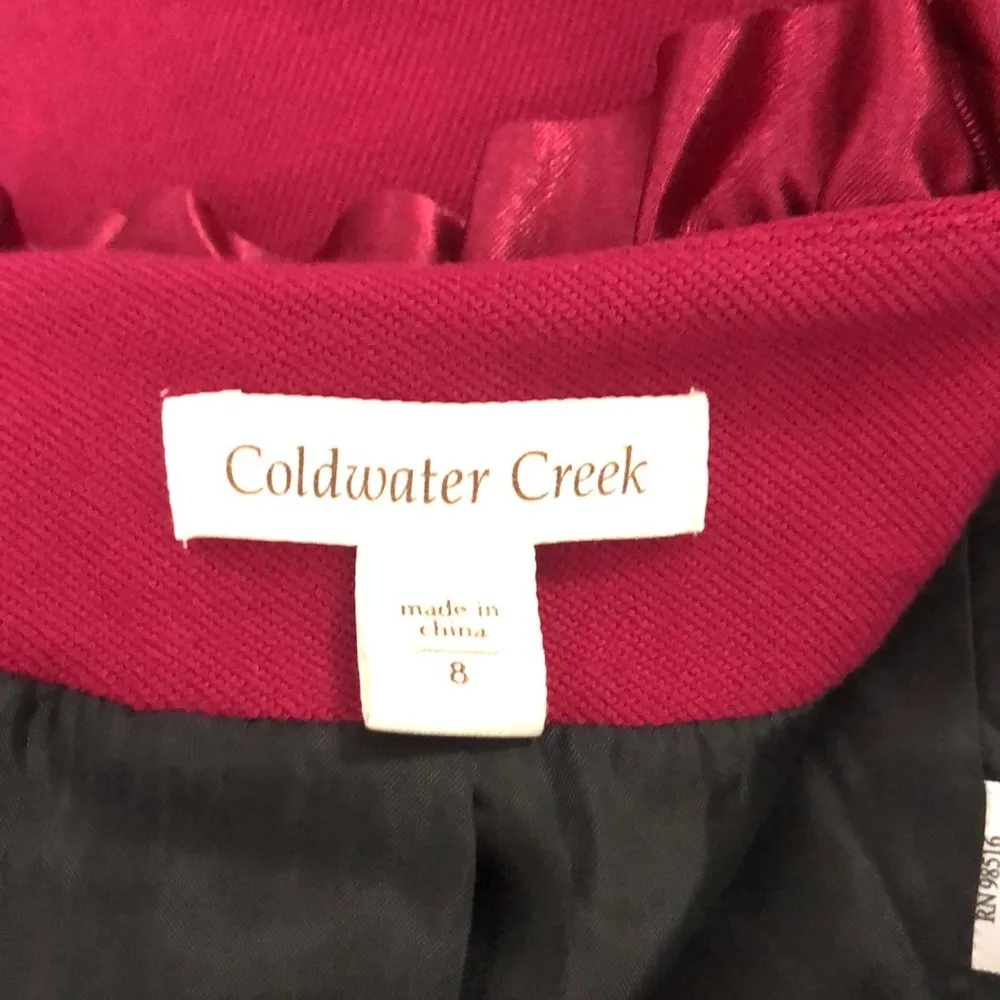 Coldwater Creek
made in
china
8
RN 98516